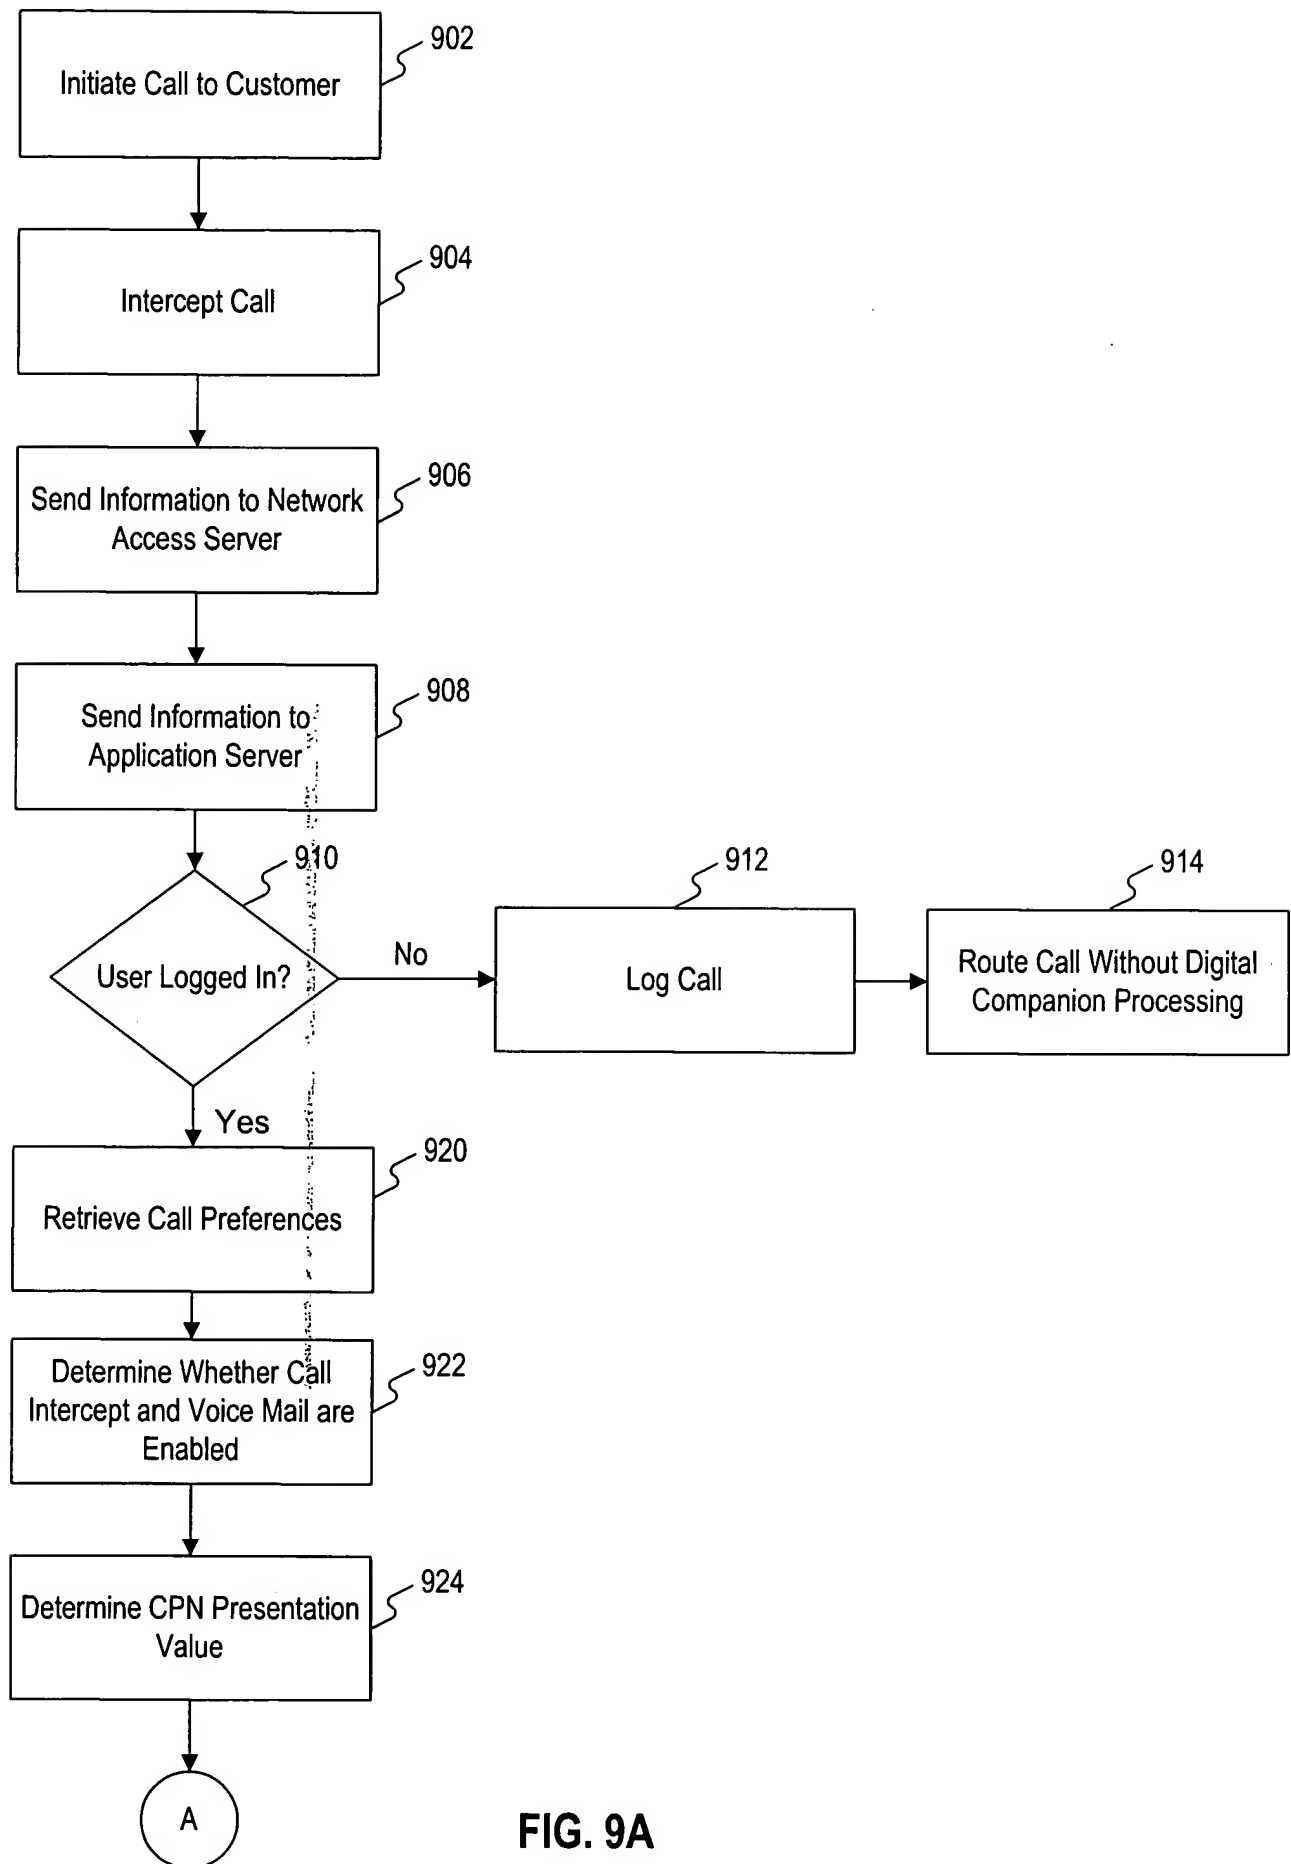 902
Initiate Call to Customer
904
Intercept Call
906
Send Information to Network
Access Server
908
Send Information to
Application Server
910
User Logged In?
No
912
Log Call
914
Route Call Without Digital
Companion Processing
Yes
920
Retrieve Call Preferences
922
Determine Whether Call
Intercept and Voice Mail are
Enabled
924
Determine CPN Presentation
Value
A
FIG. 9A